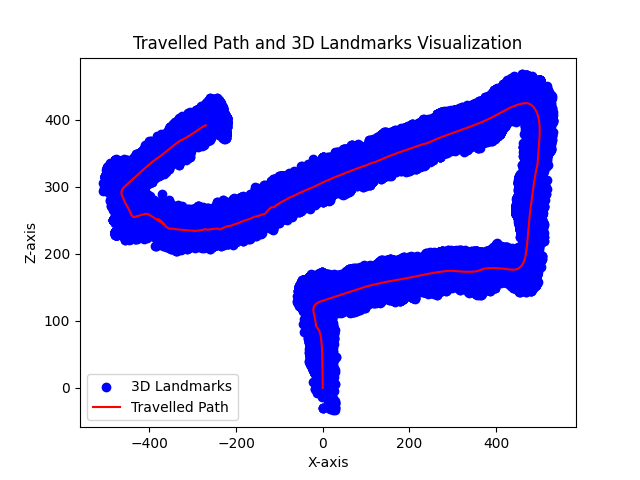 Travelled Path and 3D Landmarks Visualization
400
300
200
100
0
Z-axis
3D Landmarks
Travelled Path
−400
−200
0
200
400
X-axis